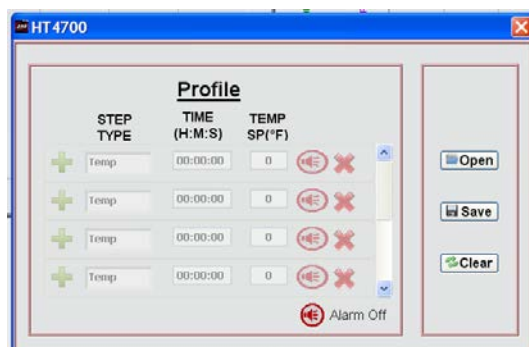 HT4700
Profile
STEP TYPE
TIME (H:M:S)
TEMP SP(°F)
Temp 00:00:00 0
Temp 00:00:00 0
Temp 00:00:00 0
Temp 00:00:00 0
Alarm Off
Open
Save
Clear